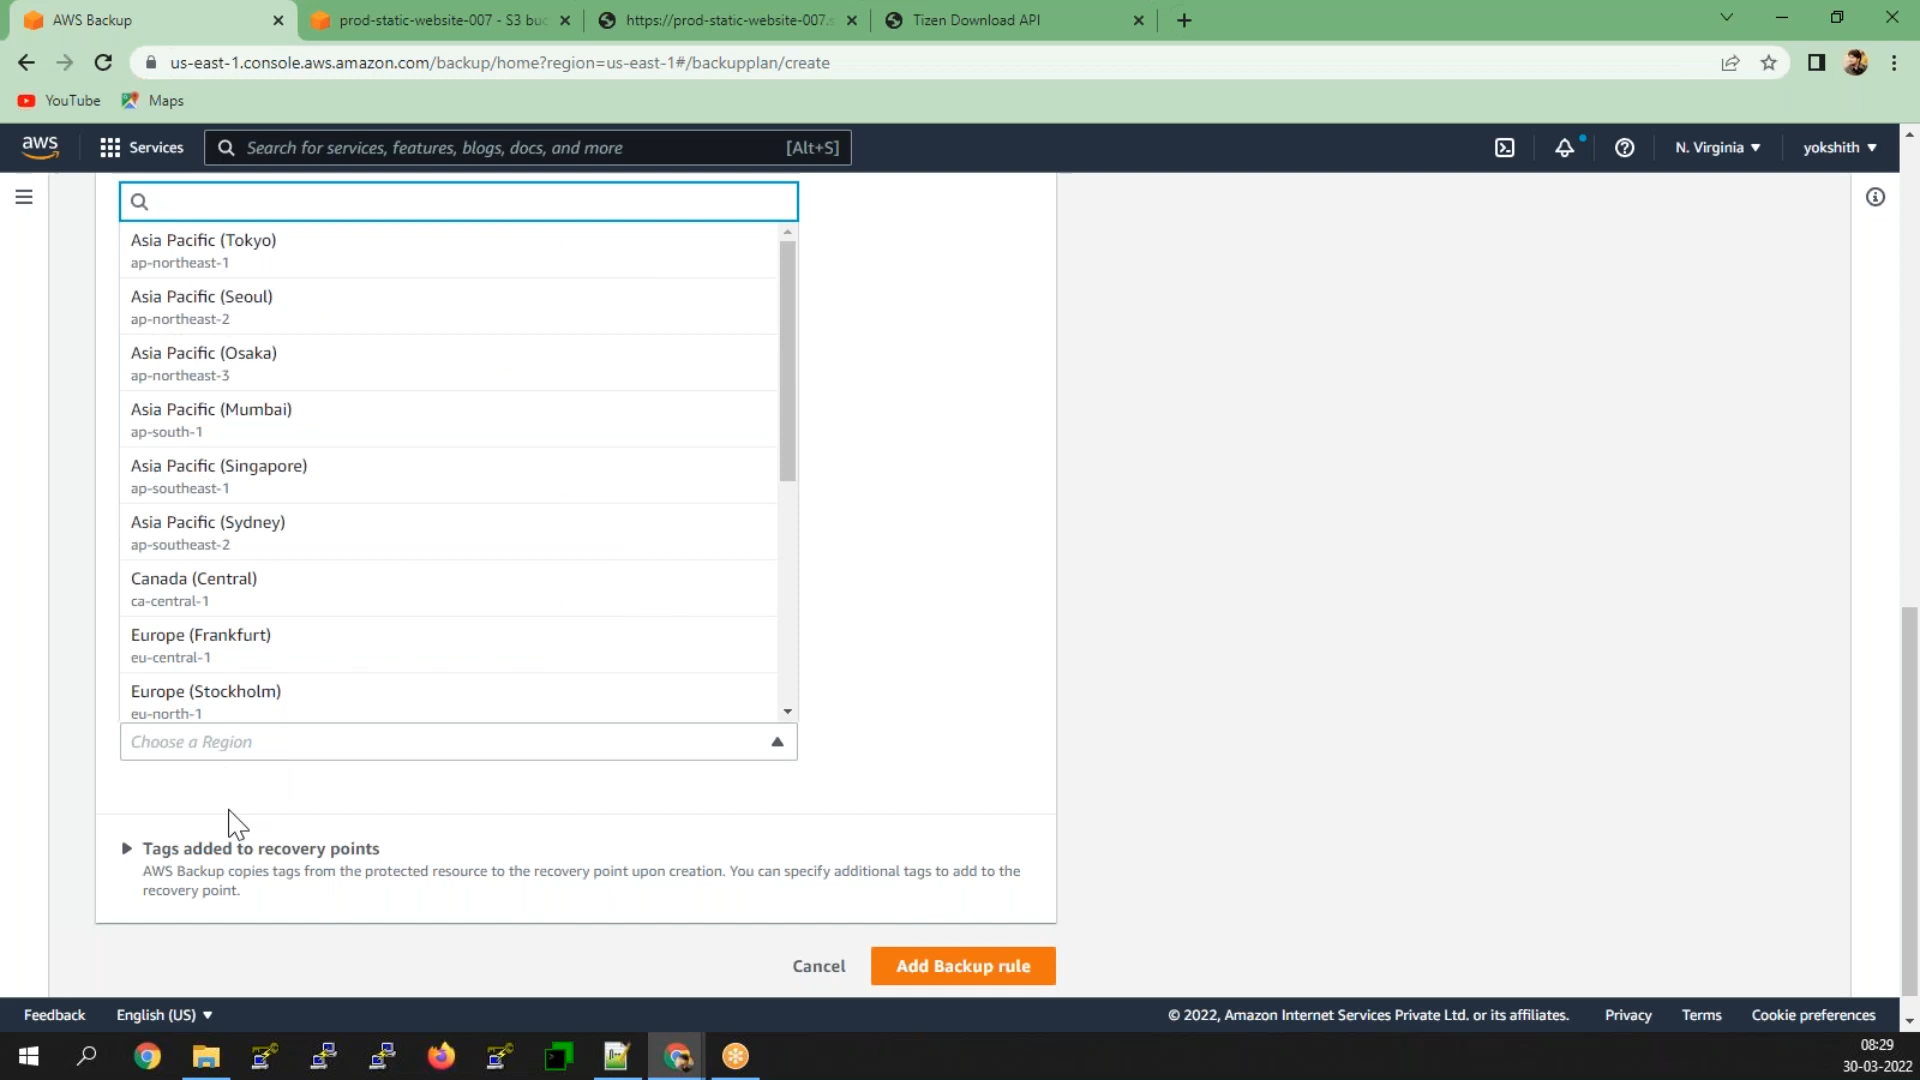 AWS Backup
prod-static-website-007 - S3 buc
https://prod-static-website-007.s
Tizen Download API
us-east-1.console.aws.amazon.com/backup/home?region=us-east-1#/backupplan/create
YouTube
Maps
aws
Services
Search for services, features, blogs, docs, and more
[Alt+S]
N. Virginia
yokshith
Asia Pacific (Tokyo)
ap-northeast-1
Asia Pacific (Seoul)
ap-northeast-2
Asia Pacific (Osaka)
ap-northeast-3
Asia Pacific (Mumbai)
ap-south-1
Asia Pacific (Singapore)
ap-southeast-1
Asia Pacific (Sydney)
ap-southeast-2
Canada (Central)
ca-central-1
Europe (Frankfurt)
eu-central-1
Europe (Stockholm)
eu-north-1
Choose a Region
Tags added to recovery points
AWS Backup copies tags from the protected resource to the recovery point upon creation. You can specify additional tags to add to the
recovery point.
Cancel
Add Backup rule
Feedback
English (US)
© 2022, Amazon Internet Services Private Ltd. or its affiliates.
Privacy
Terms
Cookie preferences
08:29
30-03-2022